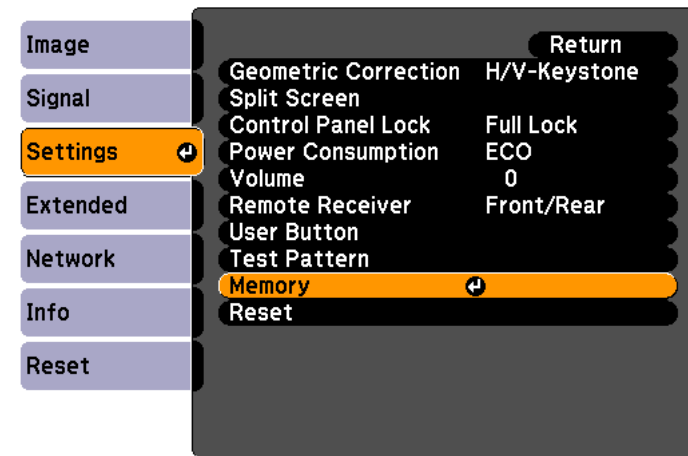 Image
Signal
Settings
Extended
Network
Info
Reset
Return
Geometric Correction H/V-Keystone
Split Screen
Control Panel Lock Full Lock
Power Consumption ECO
Volume 0
Remote Receiver Front/Rear
User Button
Test Pattern
Memory
Reset